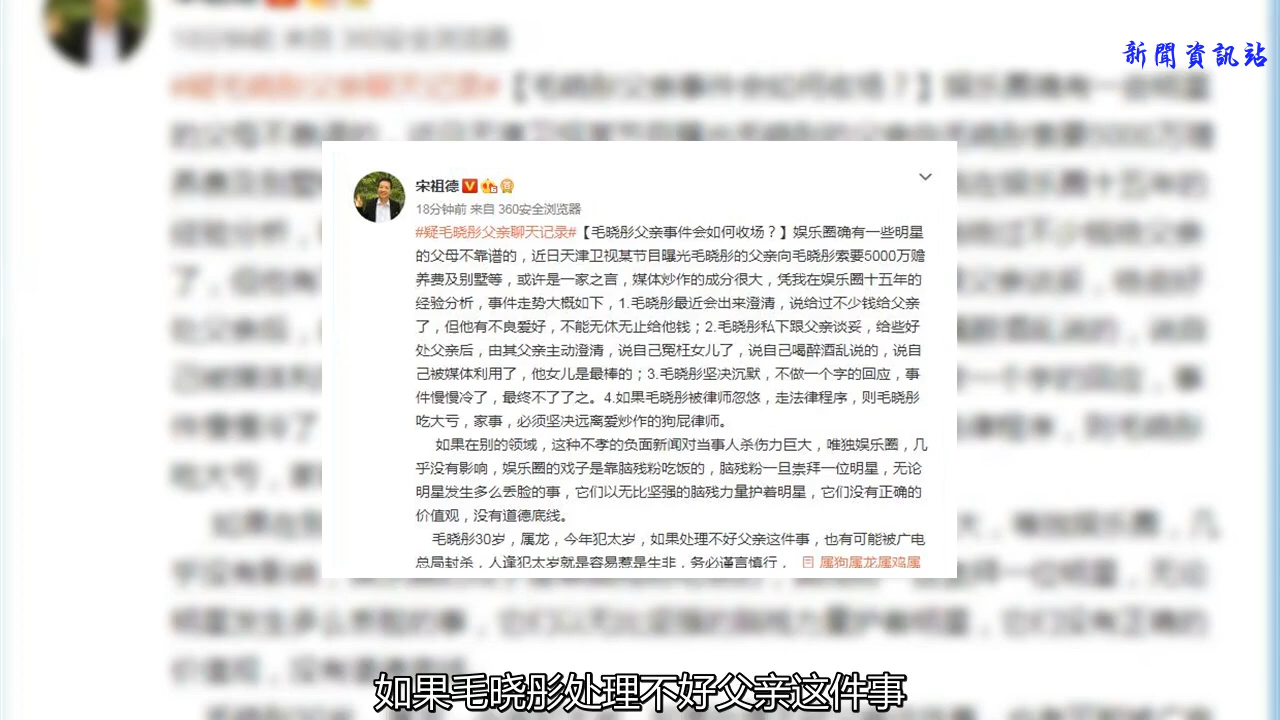 新聞資訊站
宋祖德
18分钟前 来自 360安全浏览器
#疑毛晓彤父亲聊天记录#【毛晓彤父亲事件会如何收场？】娱乐圈确有一些明星
的父母不靠谱的，近日天津卫视某节目曝光毛晓彤的父亲向毛晓彤索要5000万赡
养费及别墅等，或许是一家之言，媒体炒作的成分很大，凭我在娱乐圈十五年的
经验分析，事件走势大概如下，1.毛晓彤最近会出来澄清，说给过不少钱给父亲
了，但他有不良爱好，不能无休无止给他钱；2.毛晓彤私下跟父亲谈妥，给些好
处父亲后，由其父亲主动澄清，说自己冤枉女儿了，说自己喝醉酒乱说的，说自
己被媒体利用了，他女儿是最棒的；3.毛晓彤坚决沉默，不做一个字的回应，事
件慢慢冷了，最终不了了之。4.如果毛晓彤被律师忽悠，走法律程序，则毛晓彤
吃大亏，家事，必须坚决远离爱炒作的狗屁律师。
如果在别的领域，这种不孝的负面新闻对当事人杀伤力巨大，唯独娱乐圈，几
乎没有影响，娱乐圈的戏子是靠脑残粉吃饭的，脑残粉一旦崇拜一位明星，无论
明星发生多么丢脸的事，它们以无比坚强的脑残力量护着明星，它们没有正确的
价值观，没有道德底线。
毛晓彤30岁，属龙，今年犯太岁，如果处理不好父亲这件事，也有可能被广电
总局封杀，人逢犯太岁就是容易惹是生非，务必谨言慎行， 属狗属龙属鸡属
如果毛晓彤处理不好父亲这件事